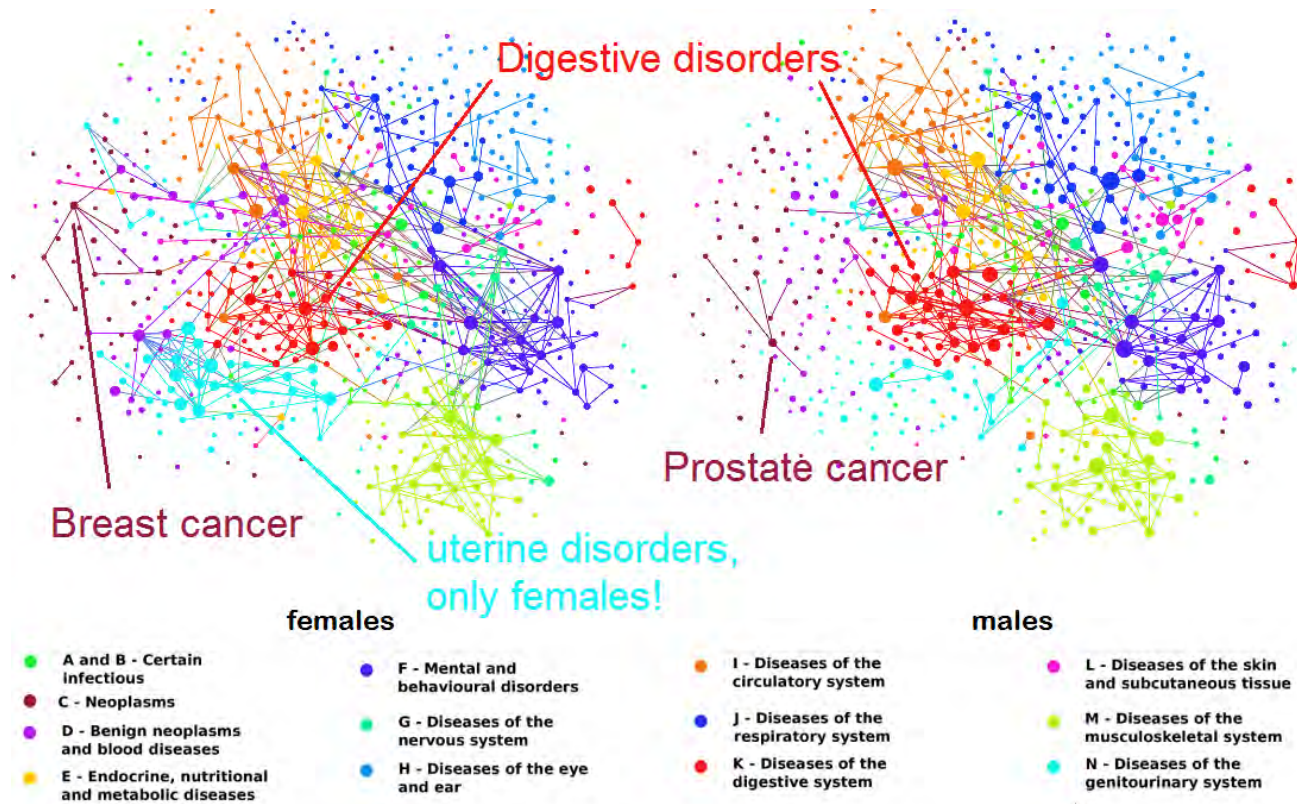 Digestive disorders
Breast cancer
Prostate cancer
uterine disorders,
only females!
females
males
A and B - Certain
infectious
C - Neoplasms
D - Benign neoplasms
and blood diseases
E - Endocrine, nutritional
and metabolic diseases
F - Mental and
behavioural disorders
G - Diseases of the
nervous system
H - Diseases of the eye
and ear
I - Diseases of the
circulatory system
J - Diseases of the
respiratory system
K - Diseases of the
digestive system
L - Diseases of the skin
and subcutaneous tissue
M - Diseases of the
musculoskeletal system
N - Diseases of the
genitourinary system